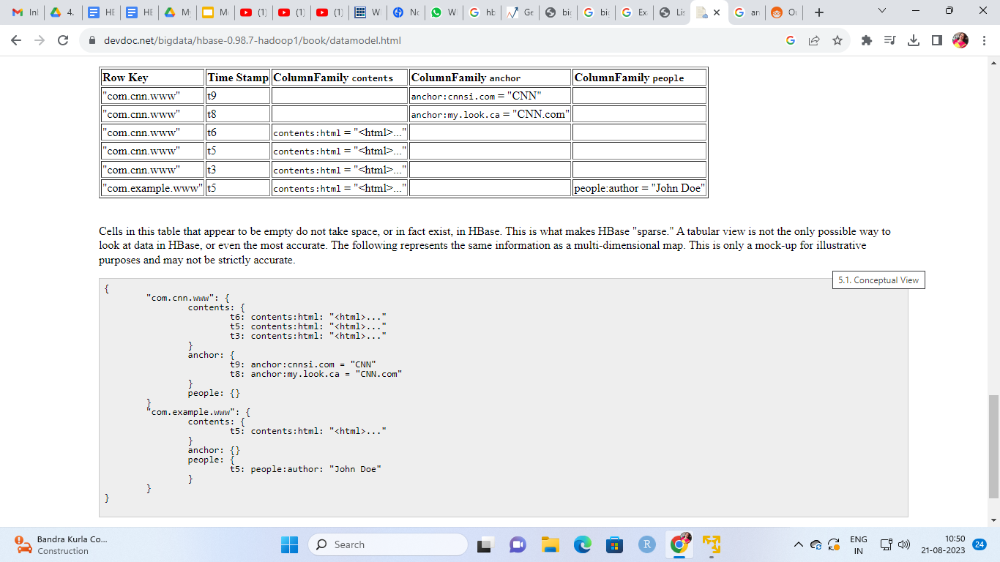 M Inl
4.
HE
HE
My
Mo
(1)
(1)
(1)
WI
No
WI
G hb
Ge
big
G big
G Ex
Lis
G an
Ou
devdoc.net/bigdata/hbase-0.98.7-hadoop1/book/datamodel.html
Row Key Time Stamp ColumnFamily contents ColumnFamily anchor ColumnFamily people
"com.cnn.www" t9 anchor:cnnsi.com = "CNN"
"com.cnn.www" t8 anchor:my.look.ca = "CNN.com"
"com.cnn.www" t6 contents:html = "<html>..."
"com.cnn.www" t5 contents:html = "<html>..."
"com.cnn.www" t3 contents:html = "<html>..."
"com.example.www" t5 contents:html = "<html>..." people:author = "John Doe"
Cells in this table that appear to be empty do not take space, or in fact exist, in HBase. This is what makes HBase "sparse." A tabular view is not the only possible way to
look at data in HBase, or even the most accurate. The following represents the same information as a multi-dimensional map. This is only a mock-up for illustrative
purposes and may not be strictly accurate.
5.1. Conceptual View
{
"com.cnn.www": {
contents: {
t6: contents:html: "<html>..."
t5: contents:html: "<html>..."
t3: contents:html: "<html>..."
}
anchor: {
t9: anchor:cnnsi.com = "CNN"
t8: anchor:my.look.ca = "CNN.com"
}
people: {}
}
"com.example.www": {
contents: {
t5: contents:html: "<html>..."
}
anchor: {}
people: {
t5: people:author: "John Doe"
}
}
}
Bandra Kurla Co...
Construction
Search
R
ENG
IN
10:50
21-08-2023
24